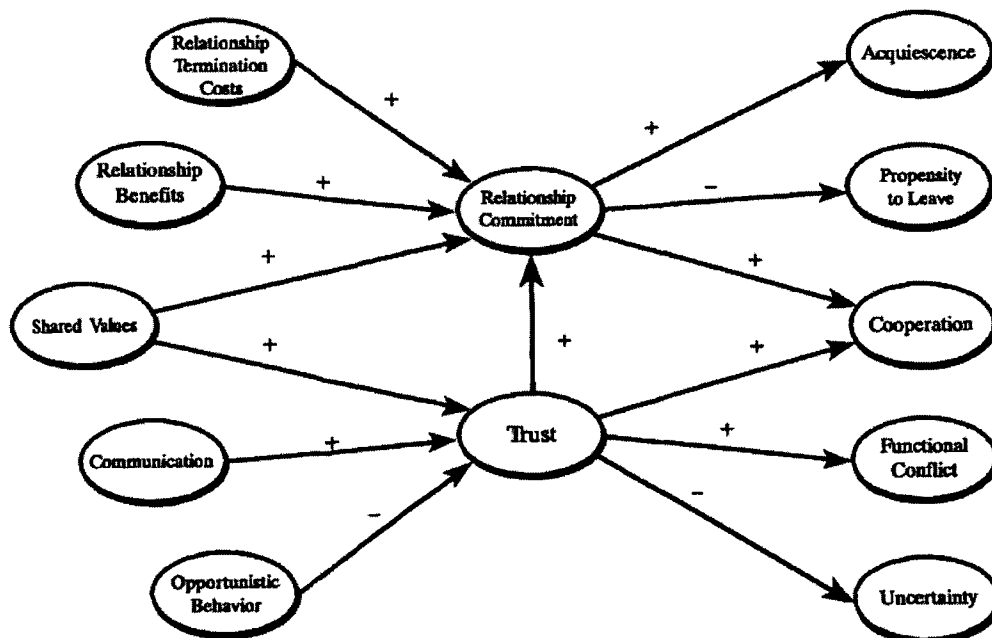 Relationship
Termination
Costs
Acquiescence
+
+
Relationship
Benefits
+
Relationship
Commitment
–
Propensity
to Leave
+
+
Shared Values
+
+
+
Cooperation
Communication
+
Trust
+
Functional
Conflict
–
–
Opportunistic
Behavior
Uncertainty